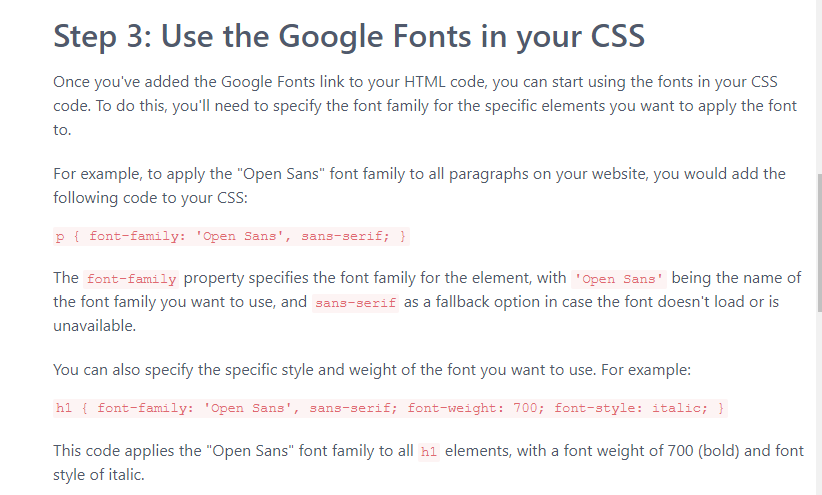 Step 3: Use the Google Fonts in your CSS
Once you've added the Google Fonts link to your HTML code, you can start using the fonts in your CSS
code. To do this, you'll need to specify the font family for the specific elements you want to apply the font
to.
For example, to apply the "Open Sans" font family to all paragraphs on your website, you would add the
following code to your CSS:
p { font-family: 'Open Sans', sans-serif; }
The font-family property specifies the font family for the element, with 'Open Sans' being the name of
the font family you want to use, and sans-serif as a fallback option in case the font doesn't load or is
unavailable.
You can also specify the specific style and weight of the font you want to use. For example:
h1 { font-family: 'Open Sans', sans-serif; font-weight: 700; font-style: italic; }
This code applies the "Open Sans" font family to all h1 elements, with a font weight of 700 (bold) and font
style of italic.